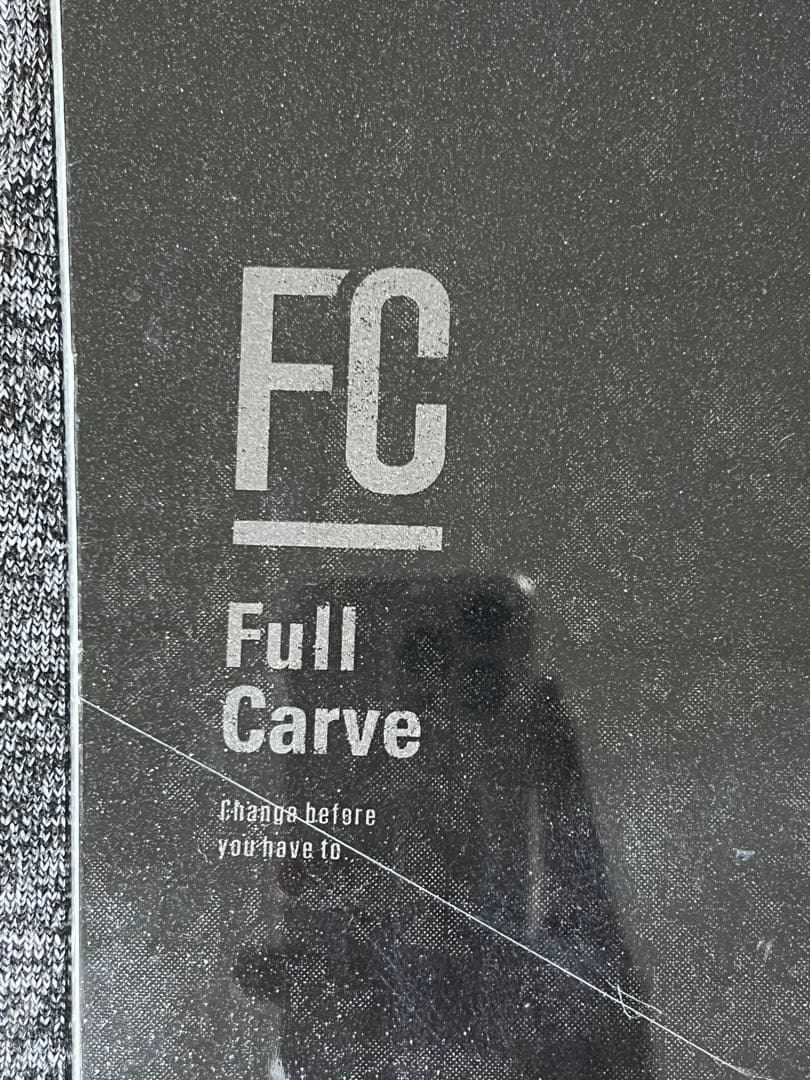 FC
Full
Carve
Change before
you have to.